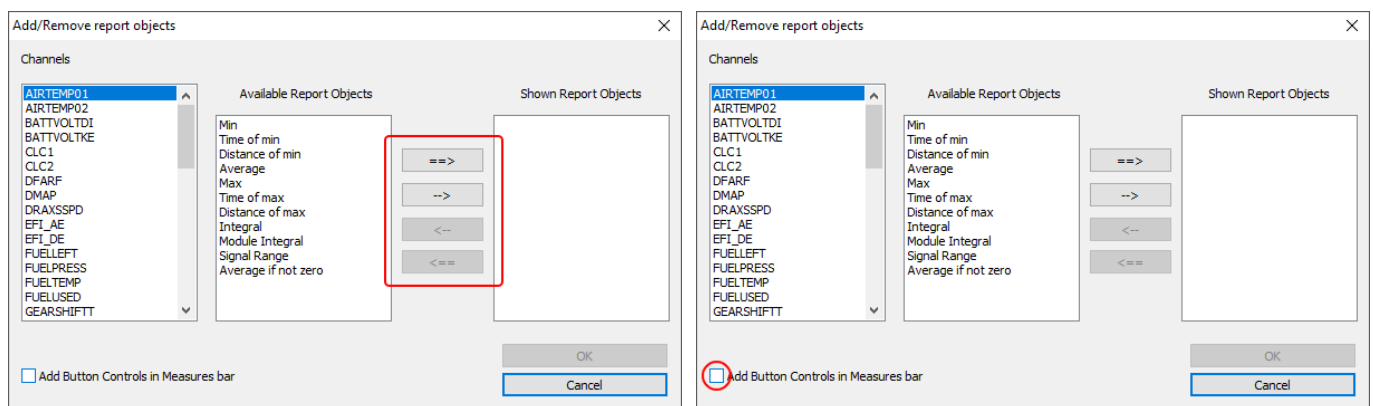 Add/Remove report objects
Channels
AIRTEMP01
AIRTEMP02
BATTVOLTDI
BATTVOLTKE
CLC1
CLC2
DFARF
DMAP
DRAXSSPD
EFI_AE
EFI_DE
FUELLEFT
FUELPRESS
FUELTEMP
FUELUSED
GEARSHIFTT
Available Report Objects
Min
Time of min
Distance of min
Average
Max
Time of max
Distance of max
Integral
Module Integral
Signal Range
Average if not zero
==>
-->
<--
<==
Shown Report Objects
Add Button Controls in Measures bar
OK
Cancel
Add/Remove report objects
Channels
AIRTEMP01
AIRTEMP02
BATTVOLTDI
BATTVOLTKE
CLC1
CLC2
DFARF
DMAP
DRAXSSPD
EFI_AE
EFI_DE
FUELLEFT
FUELPRESS
FUELTEMP
FUELUSED
GEARSHIFTT
Available Report Objects
Min
Time of min
Distance of min
Average
Max
Time of max
Distance of max
Integral
Module Integral
Signal Range
Average if not zero
==>
-->
<--
<==
Shown Report Objects
Add Button Controls in Measures bar
OK
Cancel